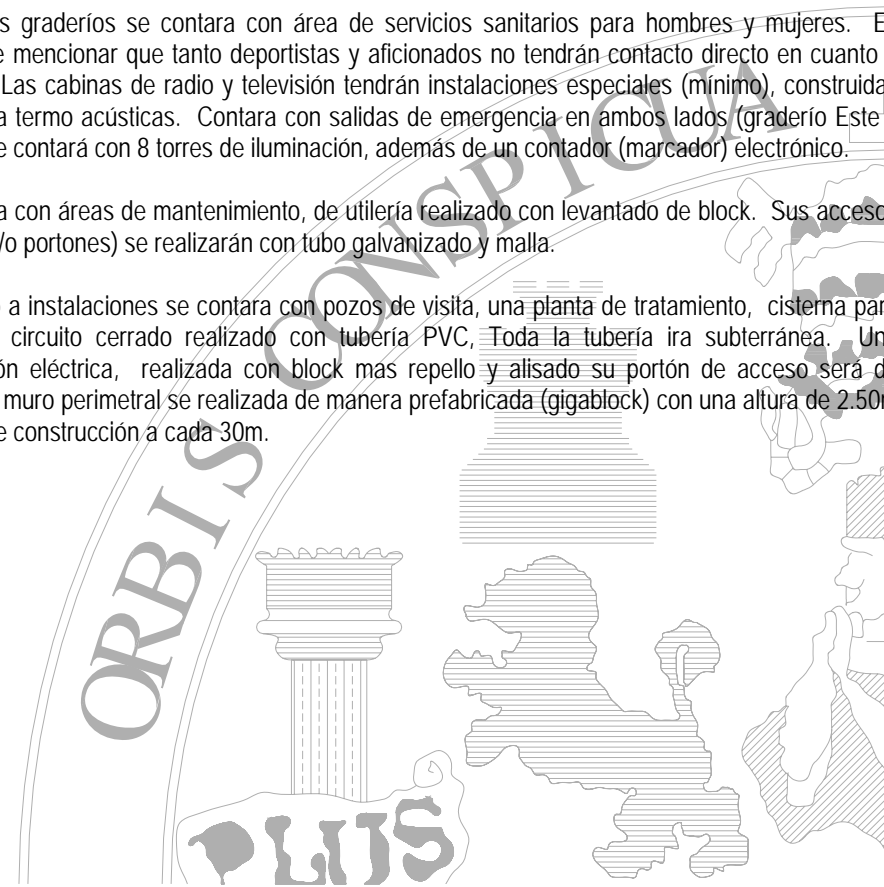 s graderíos se contara con área de servicios sanitarios para hombres y mujeres. E
e mencionar que tanto deportistas y aficionados no tendrán contacto directo en cuanto
Las cabinas de radio y televisión tendrán instalaciones especiales (mínimo), construida
a termo acústicas. Contara con salidas de emergencia en ambos lados (graderío Este
e contará con 8 torres de iluminación, además de un contador (marcador) electrónico.
a con áreas de mantenimiento, de utilería realizado con levantado de block. Sus acceso
/o portones) se realizarán con tubo galvanizado y malla.
o a instalaciones se contara con pozos de visita, una planta de tratamiento, cisterna par
circuito cerrado realizado con tubería PVC, Toda la tubería ira subterránea. Un
ón eléctrica, realizada con block mas repello y alisado su portón de acceso será d
muro perimetral se realizada de manera prefabricada (gigablock) con una altura de 2.50m
e construcción a cada 30m.
ORBIS CONSPICUA
PLUS